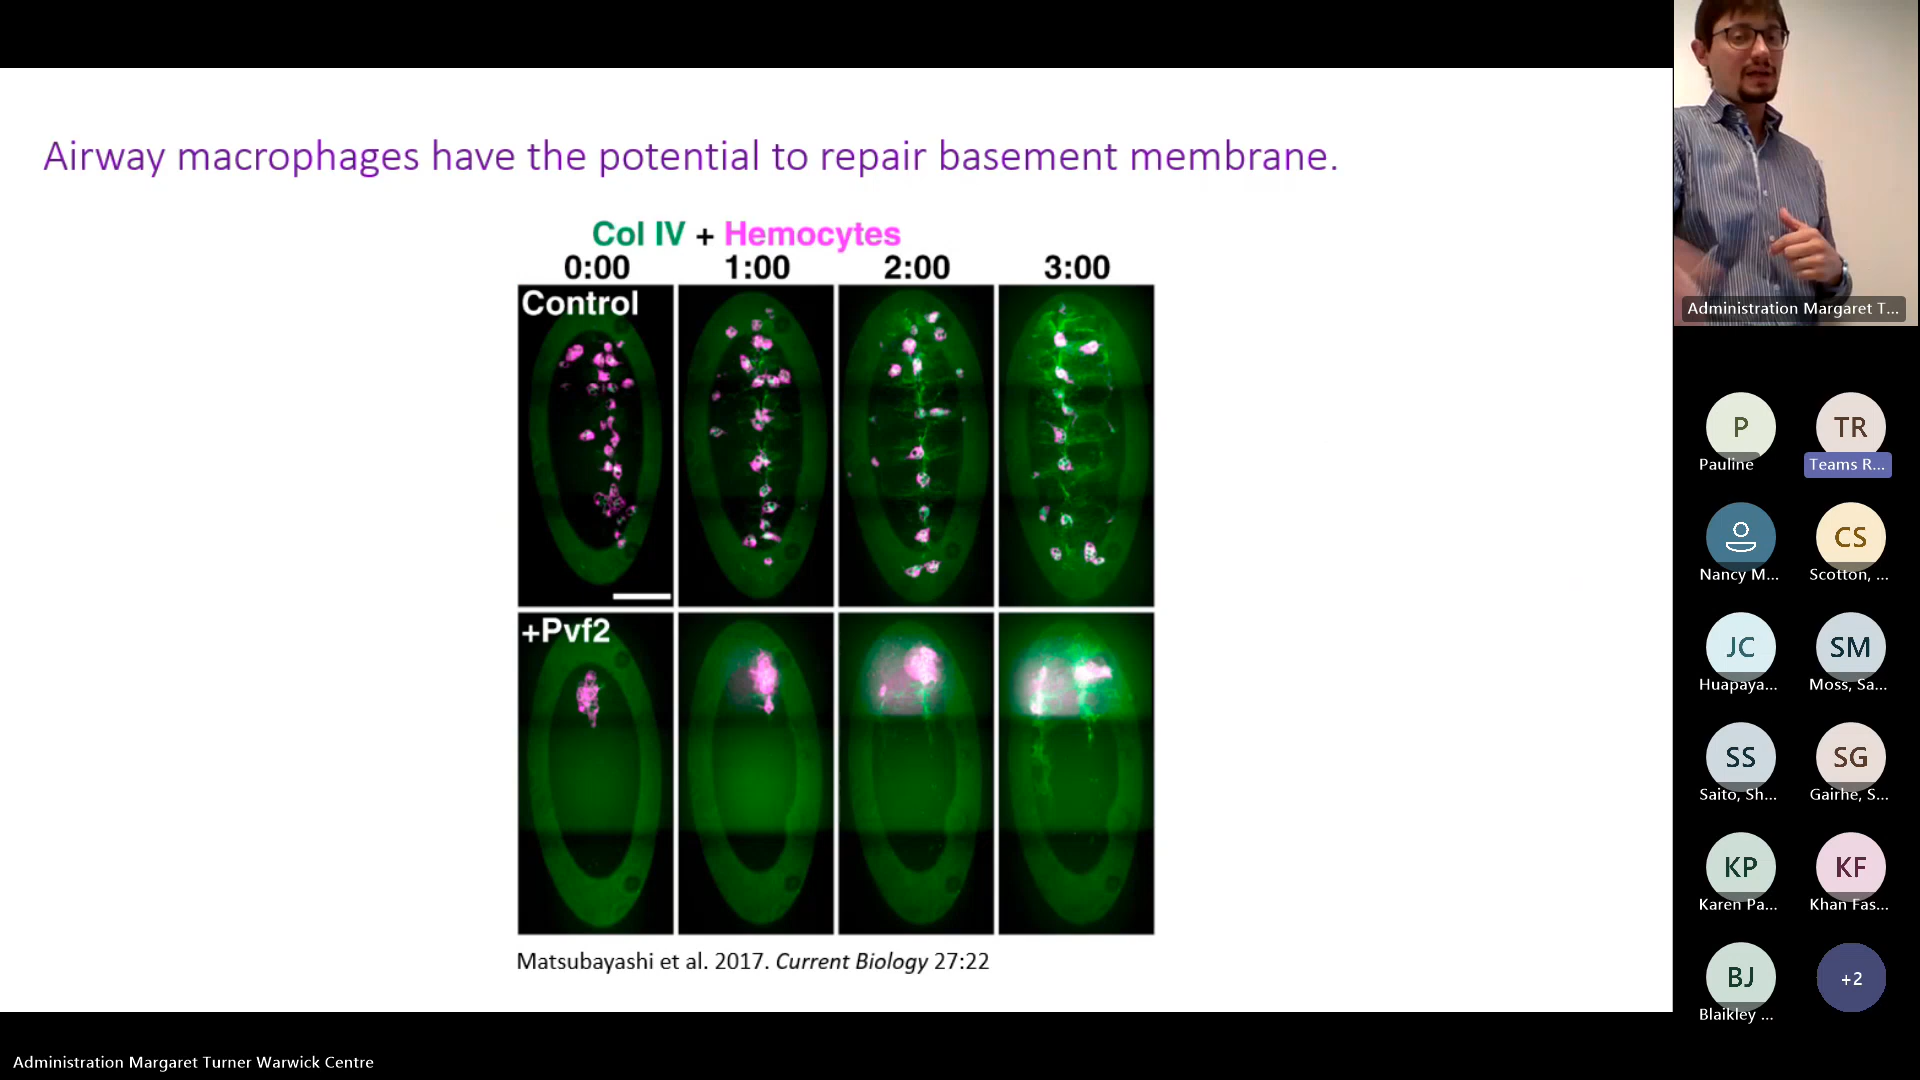 Airway macrophages have the potential to repair basement membrane.
Col IV + Hemocytes
0:00 1:00 2:00 3:00
Control
+Pvf2
Matsubayashi et al. 2017. Current Biology 27:22
Administration Margaret T...
P
Pauline
TR
Teams R...
Nancy M...
CS
Scotton, ...
JC
Huapaya...
SM
Moss, Sa...
SS
Saito, Sh...
SG
Gairhe, S...
KP
Karen Pa...
KF
Khan Fas...
BJ
Blaikley ...
+2
Administration Margaret Turner Warwick Centre